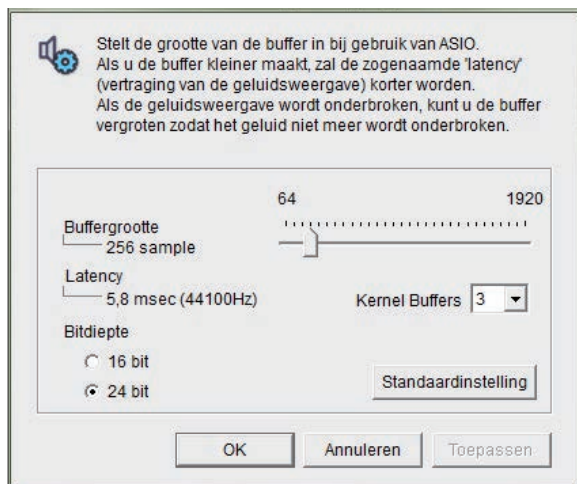 Stelt de grootte van de buffer in bij gebruik van ASIO.
Als u de buffer kleiner maakt, zal de zogenaamde 'latency'
(vertraging van de geluidsweergave) korter worden.
Als de geluidsweergave wordt onderbroken, kunt u de buffer
vergroten zodat het geluid niet meer wordt onderbroken.
64 1920
Buffergrootte
256 sample
Latency
5,8 msec (44100Hz)
Kernel Buffers 3
Bitdiepte
16 bit
24 bit
Standaardinstelling
OK Annuleren Toepassen